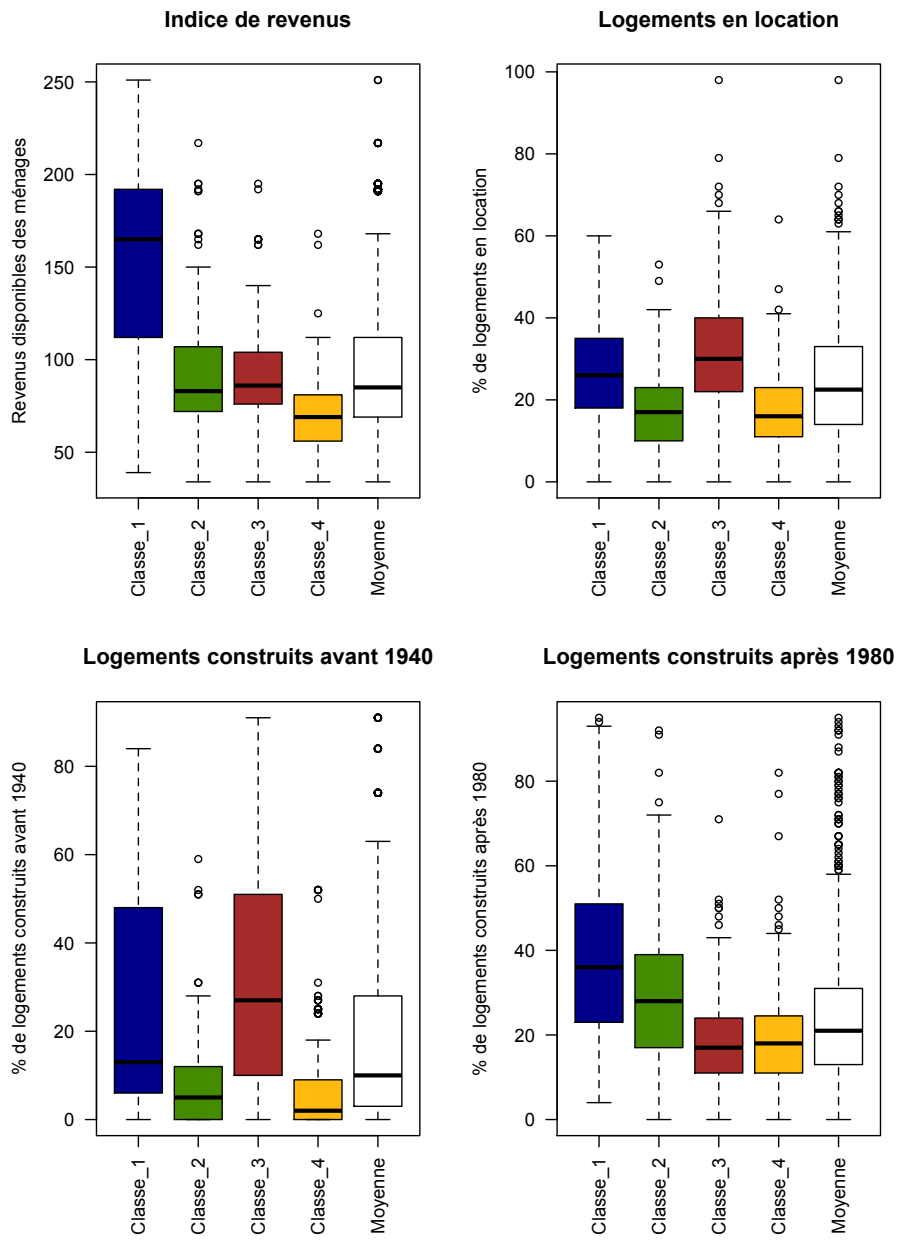 Indice de revenus
Revenus disponibles des ménages
250
200
150
100
50
Classe_1
Classe_2
Classe_3
Classe_4
Moyenne
Logements en location
% de logements en location
100
80
60
40
20
0
Classe_1
Classe_2
Classe_3
Classe_4
Moyenne
Logements construits avant 1940
% de logements construits avant 1940
80
60
40
20
0
Classe_1
Classe_2
Classe_3
Classe_4
Moyenne
Logements construits après 1980
% de logements construits après 1980
80
60
40
20
0
Classe_1
Classe_2
Classe_3
Classe_4
Moyenne